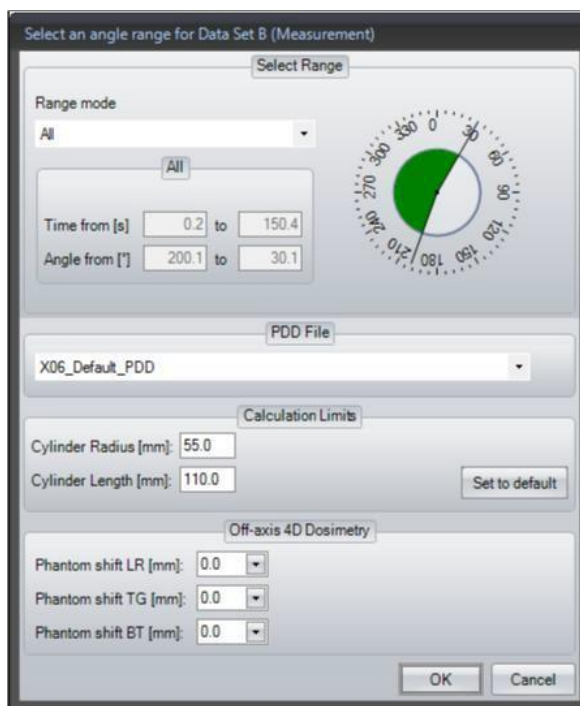 Select an angle range for Data Set B (Measurement)
Select Range
Range mode
All
All
Time from [s] 0.2 to 150.4
Angle from [°] 200.1 to 30.1
0 30 60 90 120 150 180 210 240 270 300 330
PDD File
X06_Default_PDD
Calculation Limits
Cylinder Radius [mm]: 55.0
Cylinder Length [mm]: 110.0
Set to default
Off-axis 4D Dosimetry
Phantom shift LR [mm]: 0.0
Phantom shift TG [mm]: 0.0
Phantom shift BT [mm]: 0.0
OK Cancel